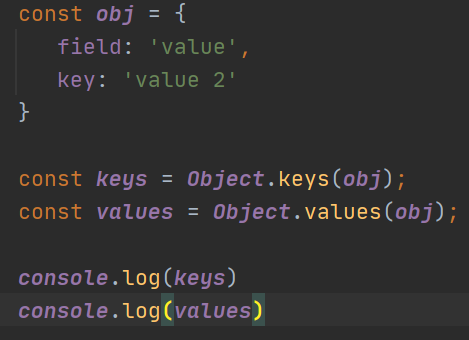 const obj = {
    field: 'value',
    key: 'value 2'
}

const keys = Object.keys(obj);
const values = Object.values(obj);

console.log(keys)
console.log(values)